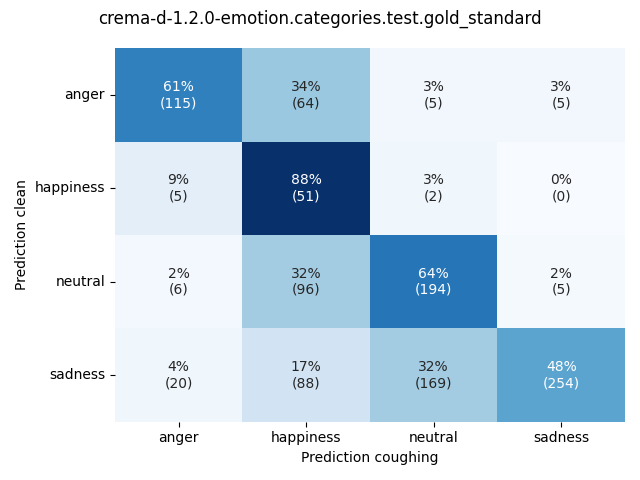 crema-d-1.2.0-emotion.categories.test.gold_standard
anger
61%
(115)
34%
(64)
3%
(5)
3%
(5)
happiness
9%
(5)
88%
(51)
3%
(2)
0%
(0)
neutral
2%
(6)
32%
(96)
64%
(194)
2%
(5)
sadness
4%
(20)
17%
(88)
32%
(169)
48%
(254)
Prediction clean
anger
happiness
neutral
sadness
Prediction coughing